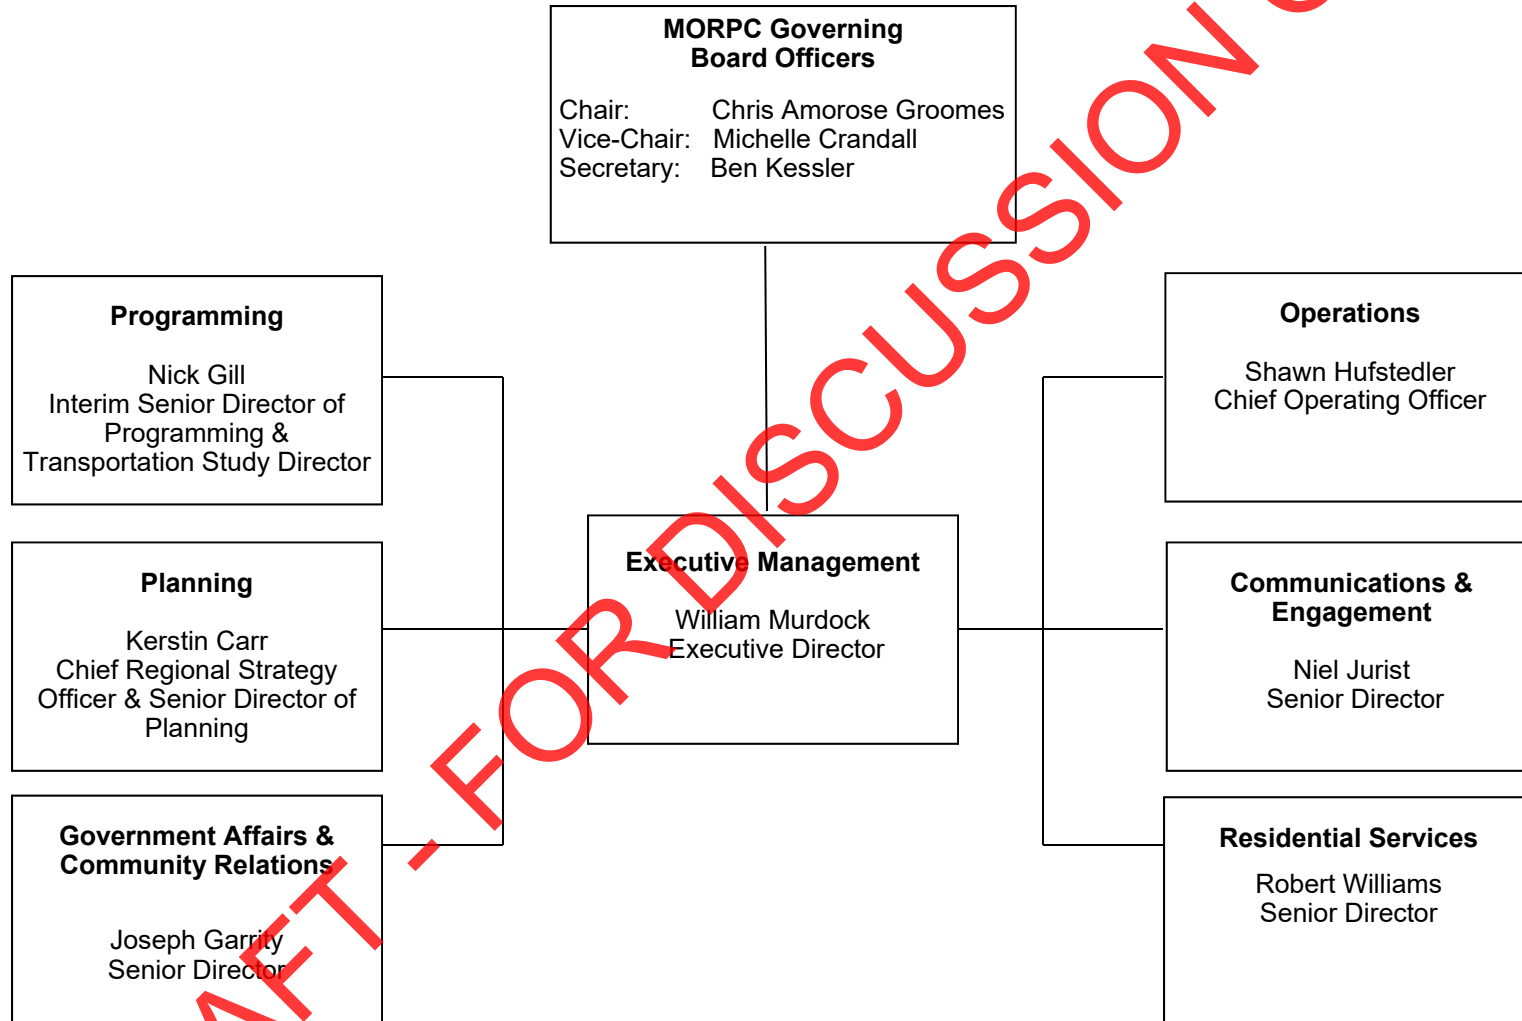 MORPC Governing
Board Officers
Chair: Chris Amorose Groomes
Vice-Chair: Michelle Crandall
Secretary: Ben Kessler
Programming
Nick Gill
Interim Senior Director of
Programming &
Transportation Study Director
Operations
Shawn Hufstedler
Chief Operating Officer
Executive Management
William Murdock
Executive Director
Planning
Kerstin Carr
Chief Regional Strategy
Officer & Senior Director of
Planning
Communications &
Engagement
Niel Jurist
Senior Director
Government Affairs &
Community Relations
Joseph Garrity
Senior Director
Residential Services
Robert Williams
Senior Director
AFT - FOR DISCUSSION